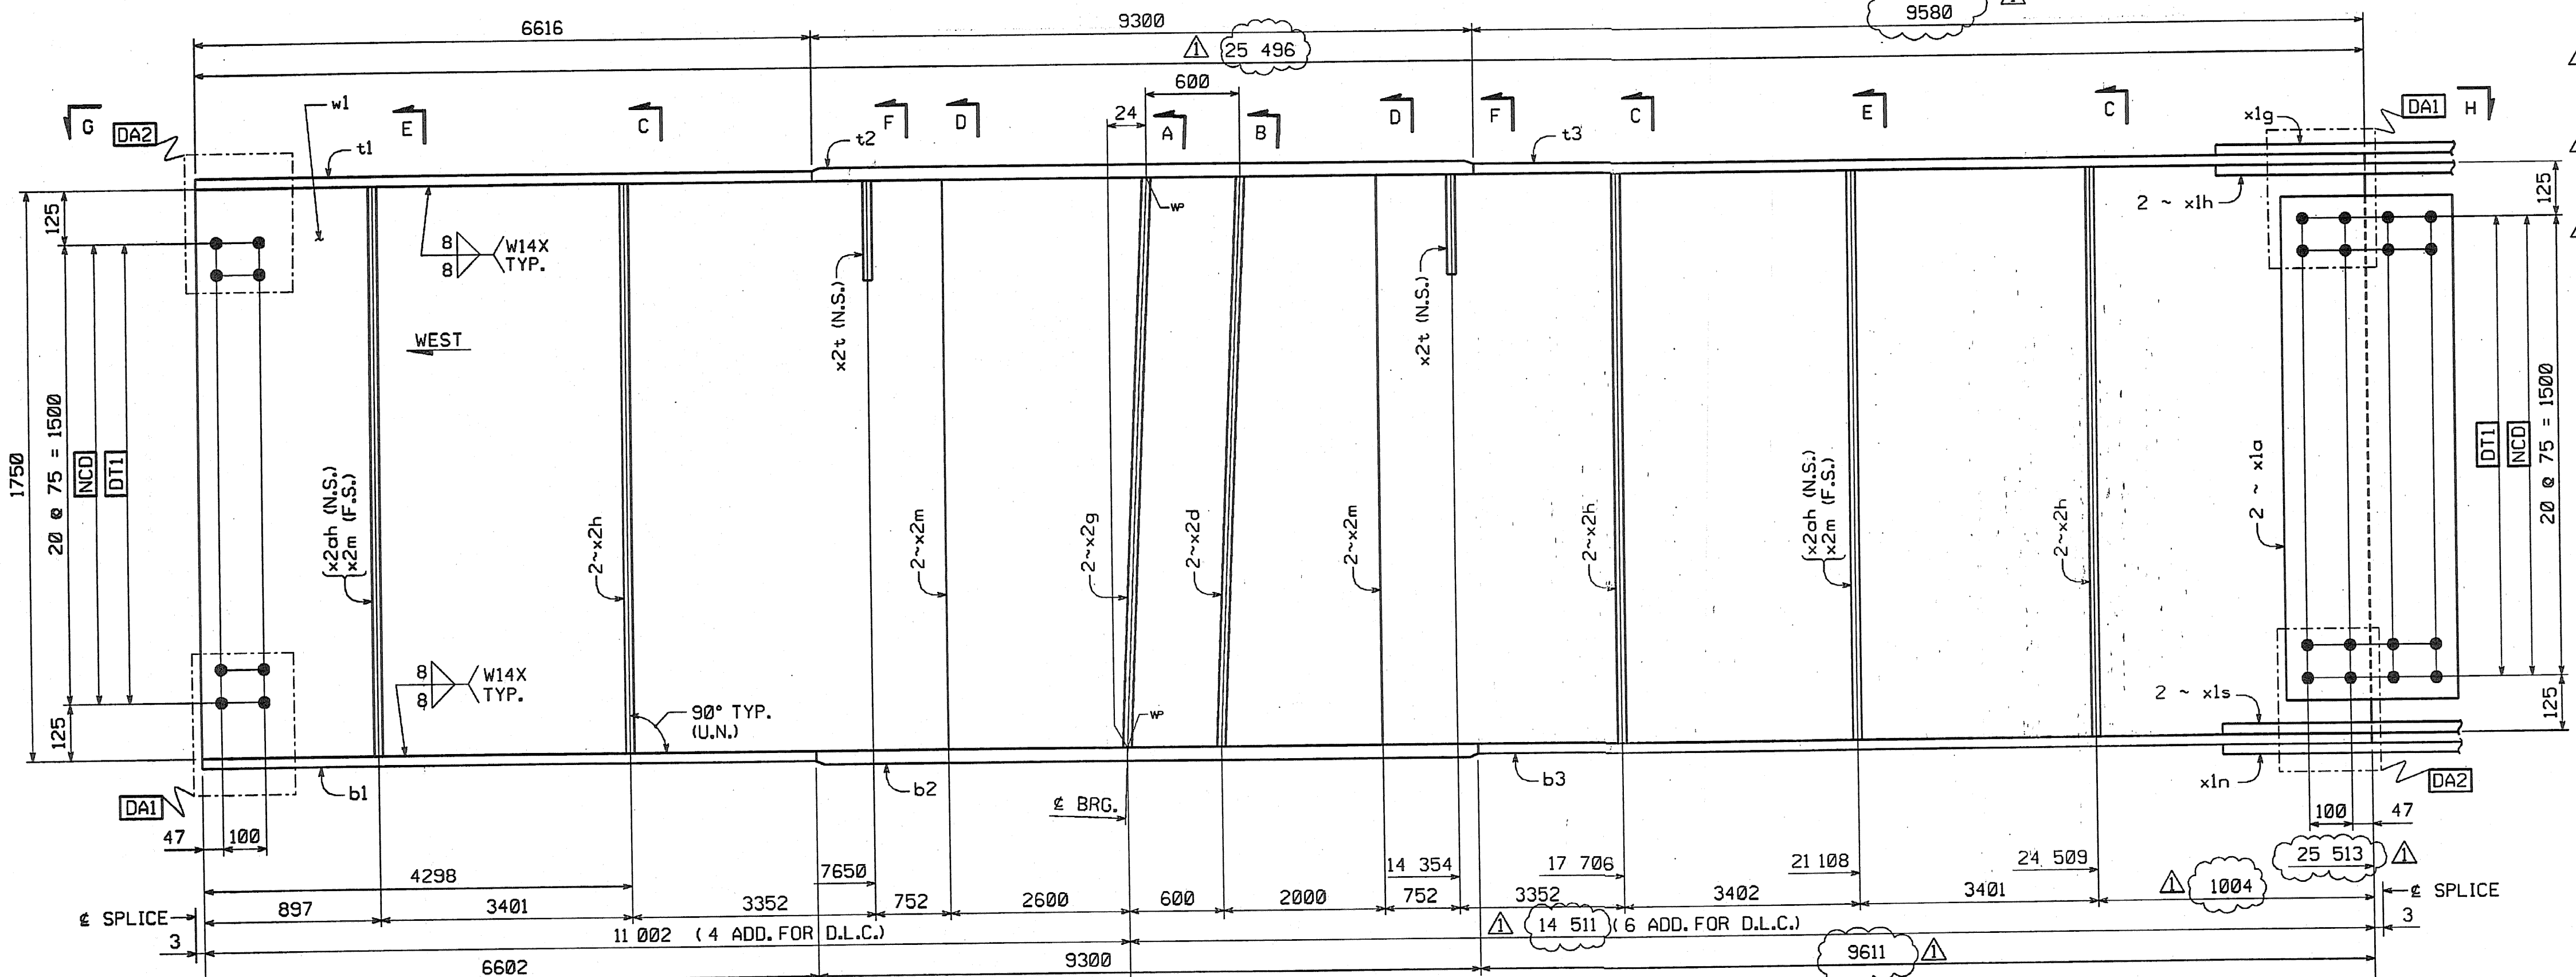 6616
9300
9580
1
1
25 496
600
24
G
DA2
w1
E
C
F
D
A
B
D
F
C
E
C
DA1
H
t1
t2
t3
x1g
WP
2 ~ x1h
125
125
8
8
W14X
TYP.
x2t (N.S.)
x2t (N.S.)
WEST
1750
20 @ 75 = 1500
NCD
DT1
x2ah (N.S.)
x2m (F.S.)
2~x2h
2~x2m
2~x2g
2~x2d
2~x2m
2~x2h
x2ah (N.S.)
x2m (F.S.)
2~x2h
2 ~ x1a
DT1
NCD
20 @ 75 = 1500
8
8
W14X
TYP.
90° TYP.
(U.N.)
WP
2 ~ x1s
125
125
DA1
b1
b2
b3
x1n
DA2
₵ BRG.
47
100
100
47
4298
7650
14 354
17 706
21 108
24 509
25 513
1
₵ SPLICE
897
3401
3352
752
2600
600
2000
752
3352
3402
3401
1
1004
₵ SPLICE
3
11 002 (4 ADD. FOR D.L.C.)
1
14 511 (6 ADD. FOR D.L.C.)
3
6602
9300
9611
1